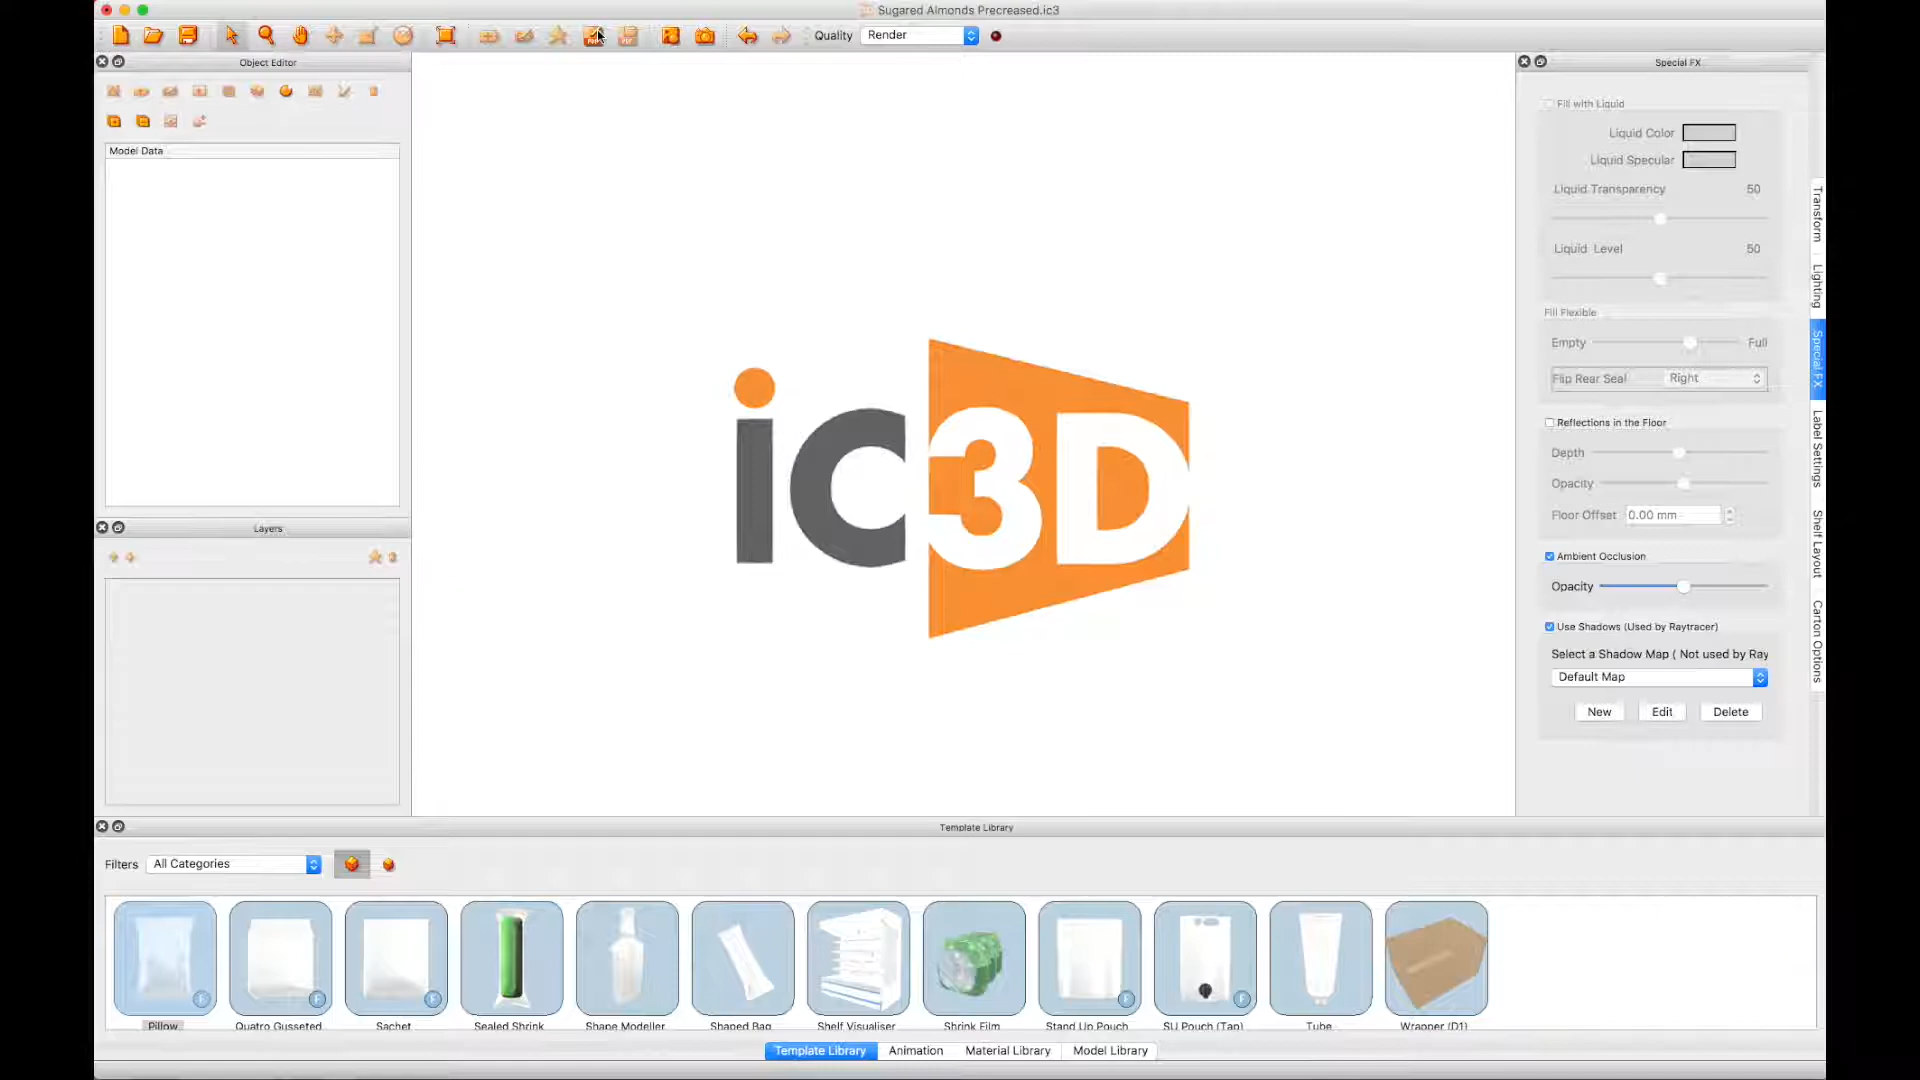 Sugared Almonds Precreased.ic3
Quality Render
Object Editor
Model Data
Layers
iC3D
Special FX
Fill with Liquid
Liquid Color
Liquid Specular
Liquid Transparency 50
Liquid Level 50
Fill Flexible
Empty Full
Flip Rear Seal Right
Reflections in the Floor
Depth
Opacity
Floor Offset 0.00 mm
Ambient Occlusion
Opacity
Use Shadows (Used by Raytracer)
Select a Shadow Map ( Not used by Ray
Default Map
New Edit Delete
Transform
Lighting
Special FX
Label Settings
Shelf Layout
Carton Options
Template Library
Filters All Categories
Pillow Quatro Gusseted Sachet Sealed Shrink Shape Modeller Shaped Bag Shelf Visualiser Shrink Film Stand Up Pouch SU Pouch (Tap) Tube Wrapper (D1)
Template Library Animation Material Library Model Library